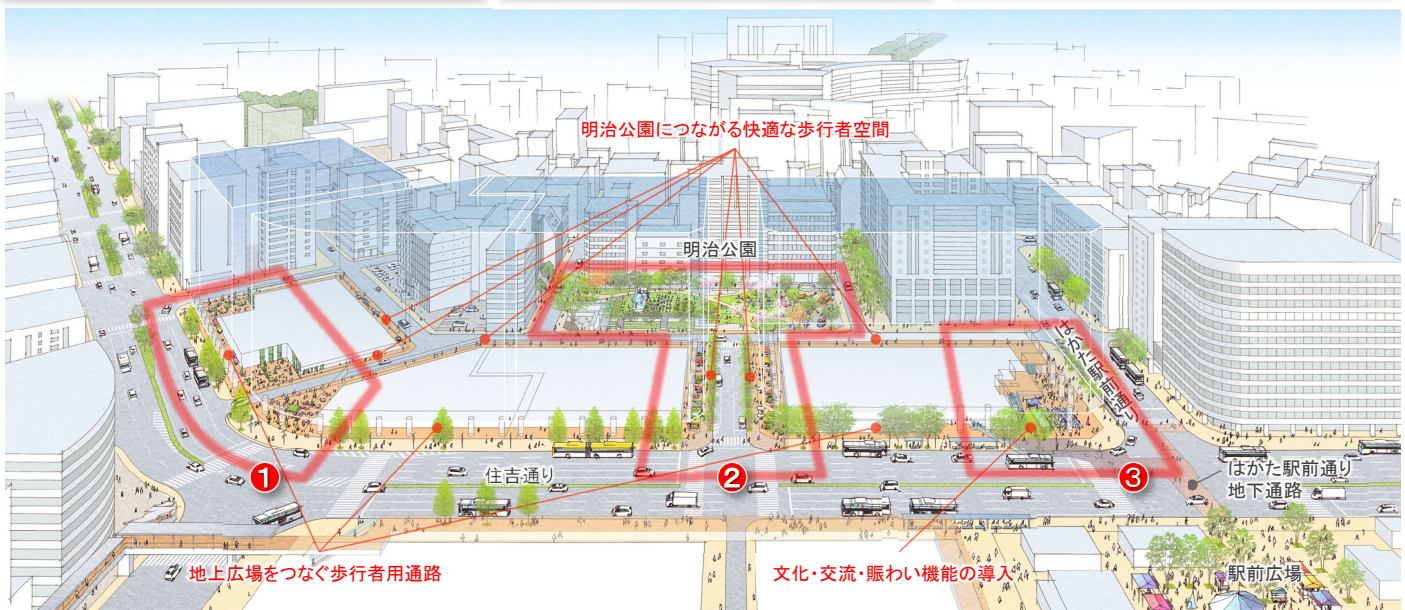 明治公園につながる快適な歩行者空間
明治公園
はかた駅前通り
1
住吉通り
2
3
はかた駅前通り
地下通路
地上広場をつなぐ歩行者用通路
文化・交流・賑わい機能の導入
駅前広場